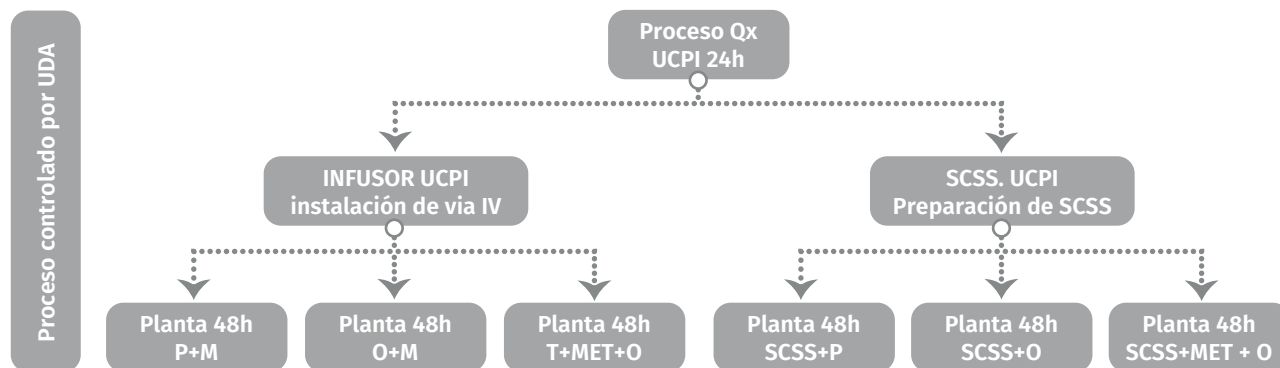 Proceso controlado por UDA
Proceso Qx
UCPI 24h
INFUSOR UCPI
instalación de via IV
SCSS. UCPI
Preparación de SCSS
Planta 48h
P+M
Planta 48h
O+M
Planta 48h
T+MET+O
Planta 48h
SCSS+P
Planta 48h
SCSS+O
Planta 48h
SCSS+MET + O